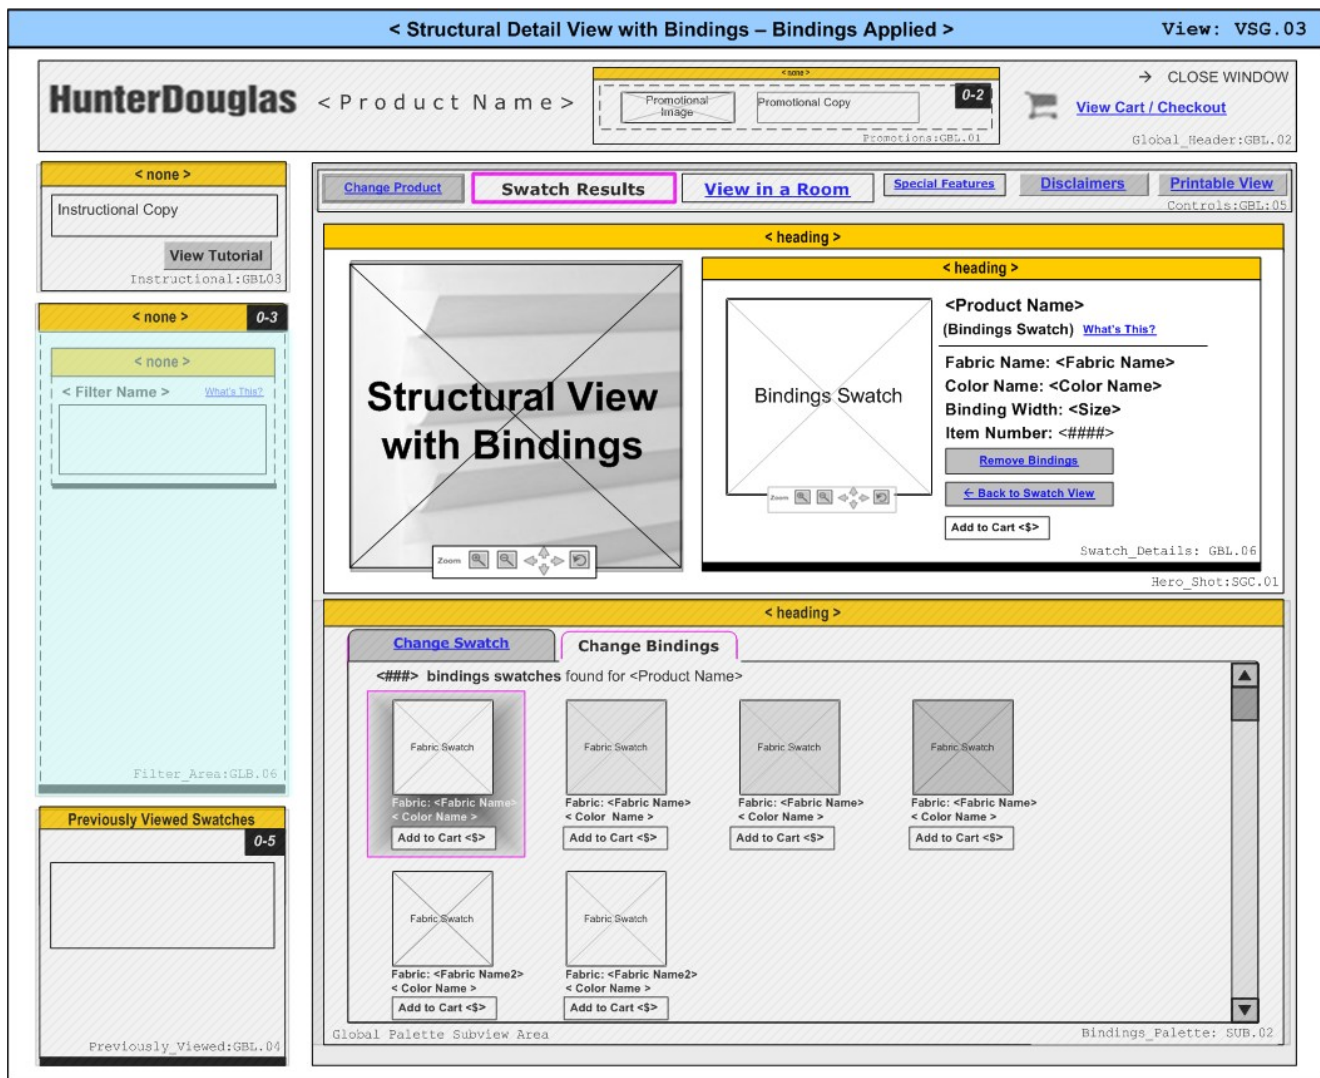 < Structural Detail View with Bindings – Bindings Applied >
View: VSG.03
HunterDouglas
< Product Name >
< none >
0-2
Promotional Image
Promotional Copy
Promotions:GBL.01
→ CLOSE WINDOW
View Cart / Checkout
Global_Header:GBL.02
< none >
Instructional Copy
View Tutorial
Instructional:GBL03
< none >
0-3
< none >
< Filter Name >
What's This?
Filter_Area:GLB.06
Previously Viewed Swatches
0-5
Previously_Viewed:GBL.04
Change Product
Swatch Results
View in a Room
Special Features
Disclaimers
Printable View
Controls:GBL:05
< heading >
Structural View
with Bindings
Zoom
< heading >
Bindings Swatch
Zoom
<Product Name>
(Bindings Swatch) What's This?
Fabric Name: <Fabric Name>
Color Name: <Color Name>
Binding Width: <Size>
Item Number: <####>
Remove Bindings
← Back to Swatch View
Add to Cart <$>
Swatch_Details: GBL.06
Hero_Shot:SGC.01
< heading >
Change Swatch
Change Bindings
<###> bindings swatches found for <Product Name>
Fabric Swatch
Fabric: <Fabric Name>
< Color Name >
Add to Cart <$>
Fabric Swatch
Fabric: <Fabric Name>
< Color Name >
Add to Cart <$>
Fabric Swatch
Fabric: <Fabric Name>
< Color Name >
Add to Cart <$>
Fabric Swatch
Fabric: <Fabric Name>
< Color Name >
Add to Cart <$>
Fabric Swatch
Fabric: <Fabric Name2>
< Color Name >
Add to Cart <$>
Fabric Swatch
Fabric: <Fabric Name2>
< Color Name >
Add to Cart <$>
Global Palette Subview Area
Bindings_Palette: SUB.02